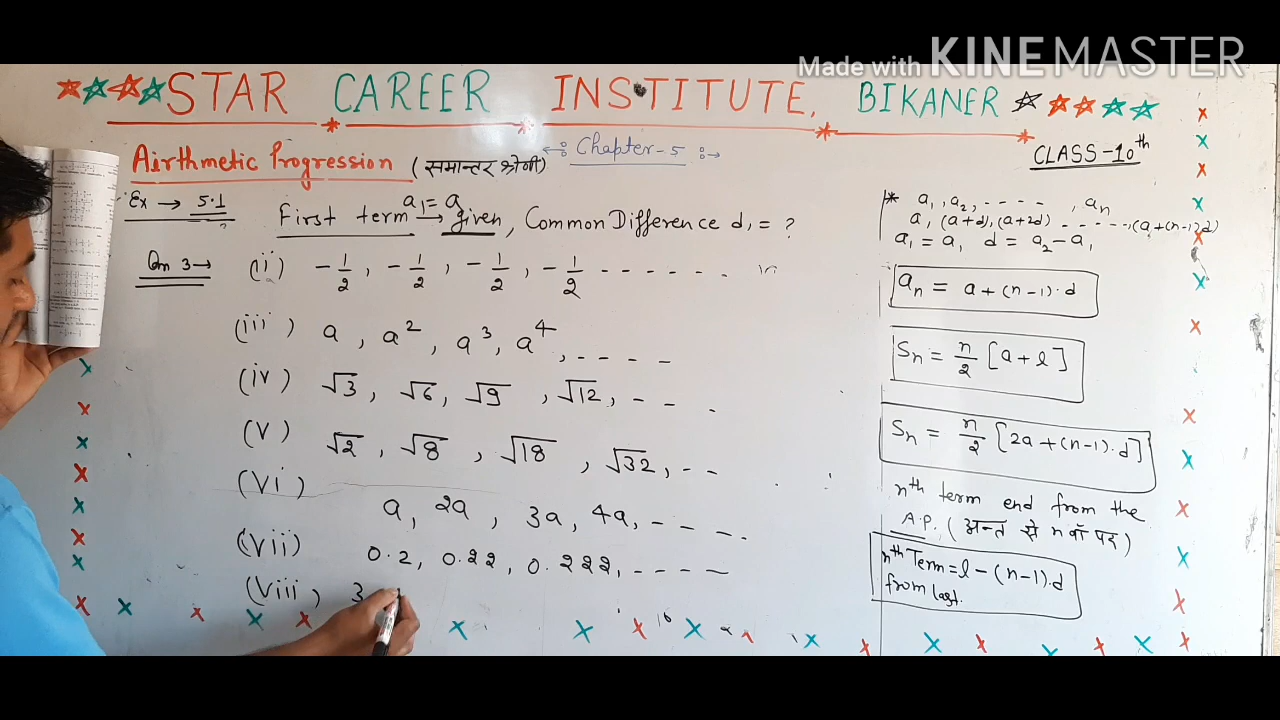 Made with KINEMASTER
STAR CAREER INSTITUTE, BIKANER
Chapter-5
CLASS-10th
Airthmetic Progression (समान्तर श्रेणी)
Ex → 5.1
a₁ = a
First term → given, Common Difference d, = ?
Qn 3→ (ii) -1/2, -1/2, -1/2, -1/2 ------
(iii) a, a², a³, a⁴, ----
(iv) √3, √6, √9, √12, ---
(v) √2, √8, √18, √32, --
(vi) a, 2a, 3a, 4a, ----
(vii) 0.2, 0.22, 0.222, -----
(viii) 3
* a₁, a₂, ----, aₙ
a, (a+d), (a+2d) ------, (a+(n-1)d)
a₁ = a, d = a₂-a₁
aₙ = a+(n-1).d
Sₙ = n/2 [a+l]
Sₙ = n/2 [2a+(n-1).d]
nth term end from the
A.P. (अन्त से nवाँ पद)
nth Term = l-(n-1).d
from last.